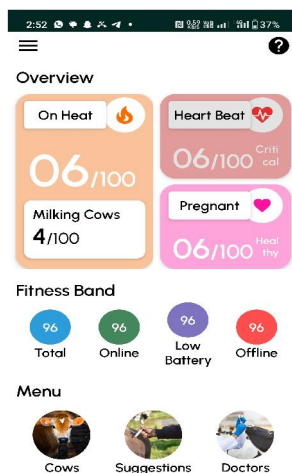 2:52
37%
?
Overview
On Heat
06/100
Milking Cows
4/100
Heart Beat
06/100
Criti
cal
Pregnant
06/100
Heal
thy
Fitness Band
96
96
96
96
Total
Online
Low
Battery
Offline
Menu
Cows
Suggestions
Doctors